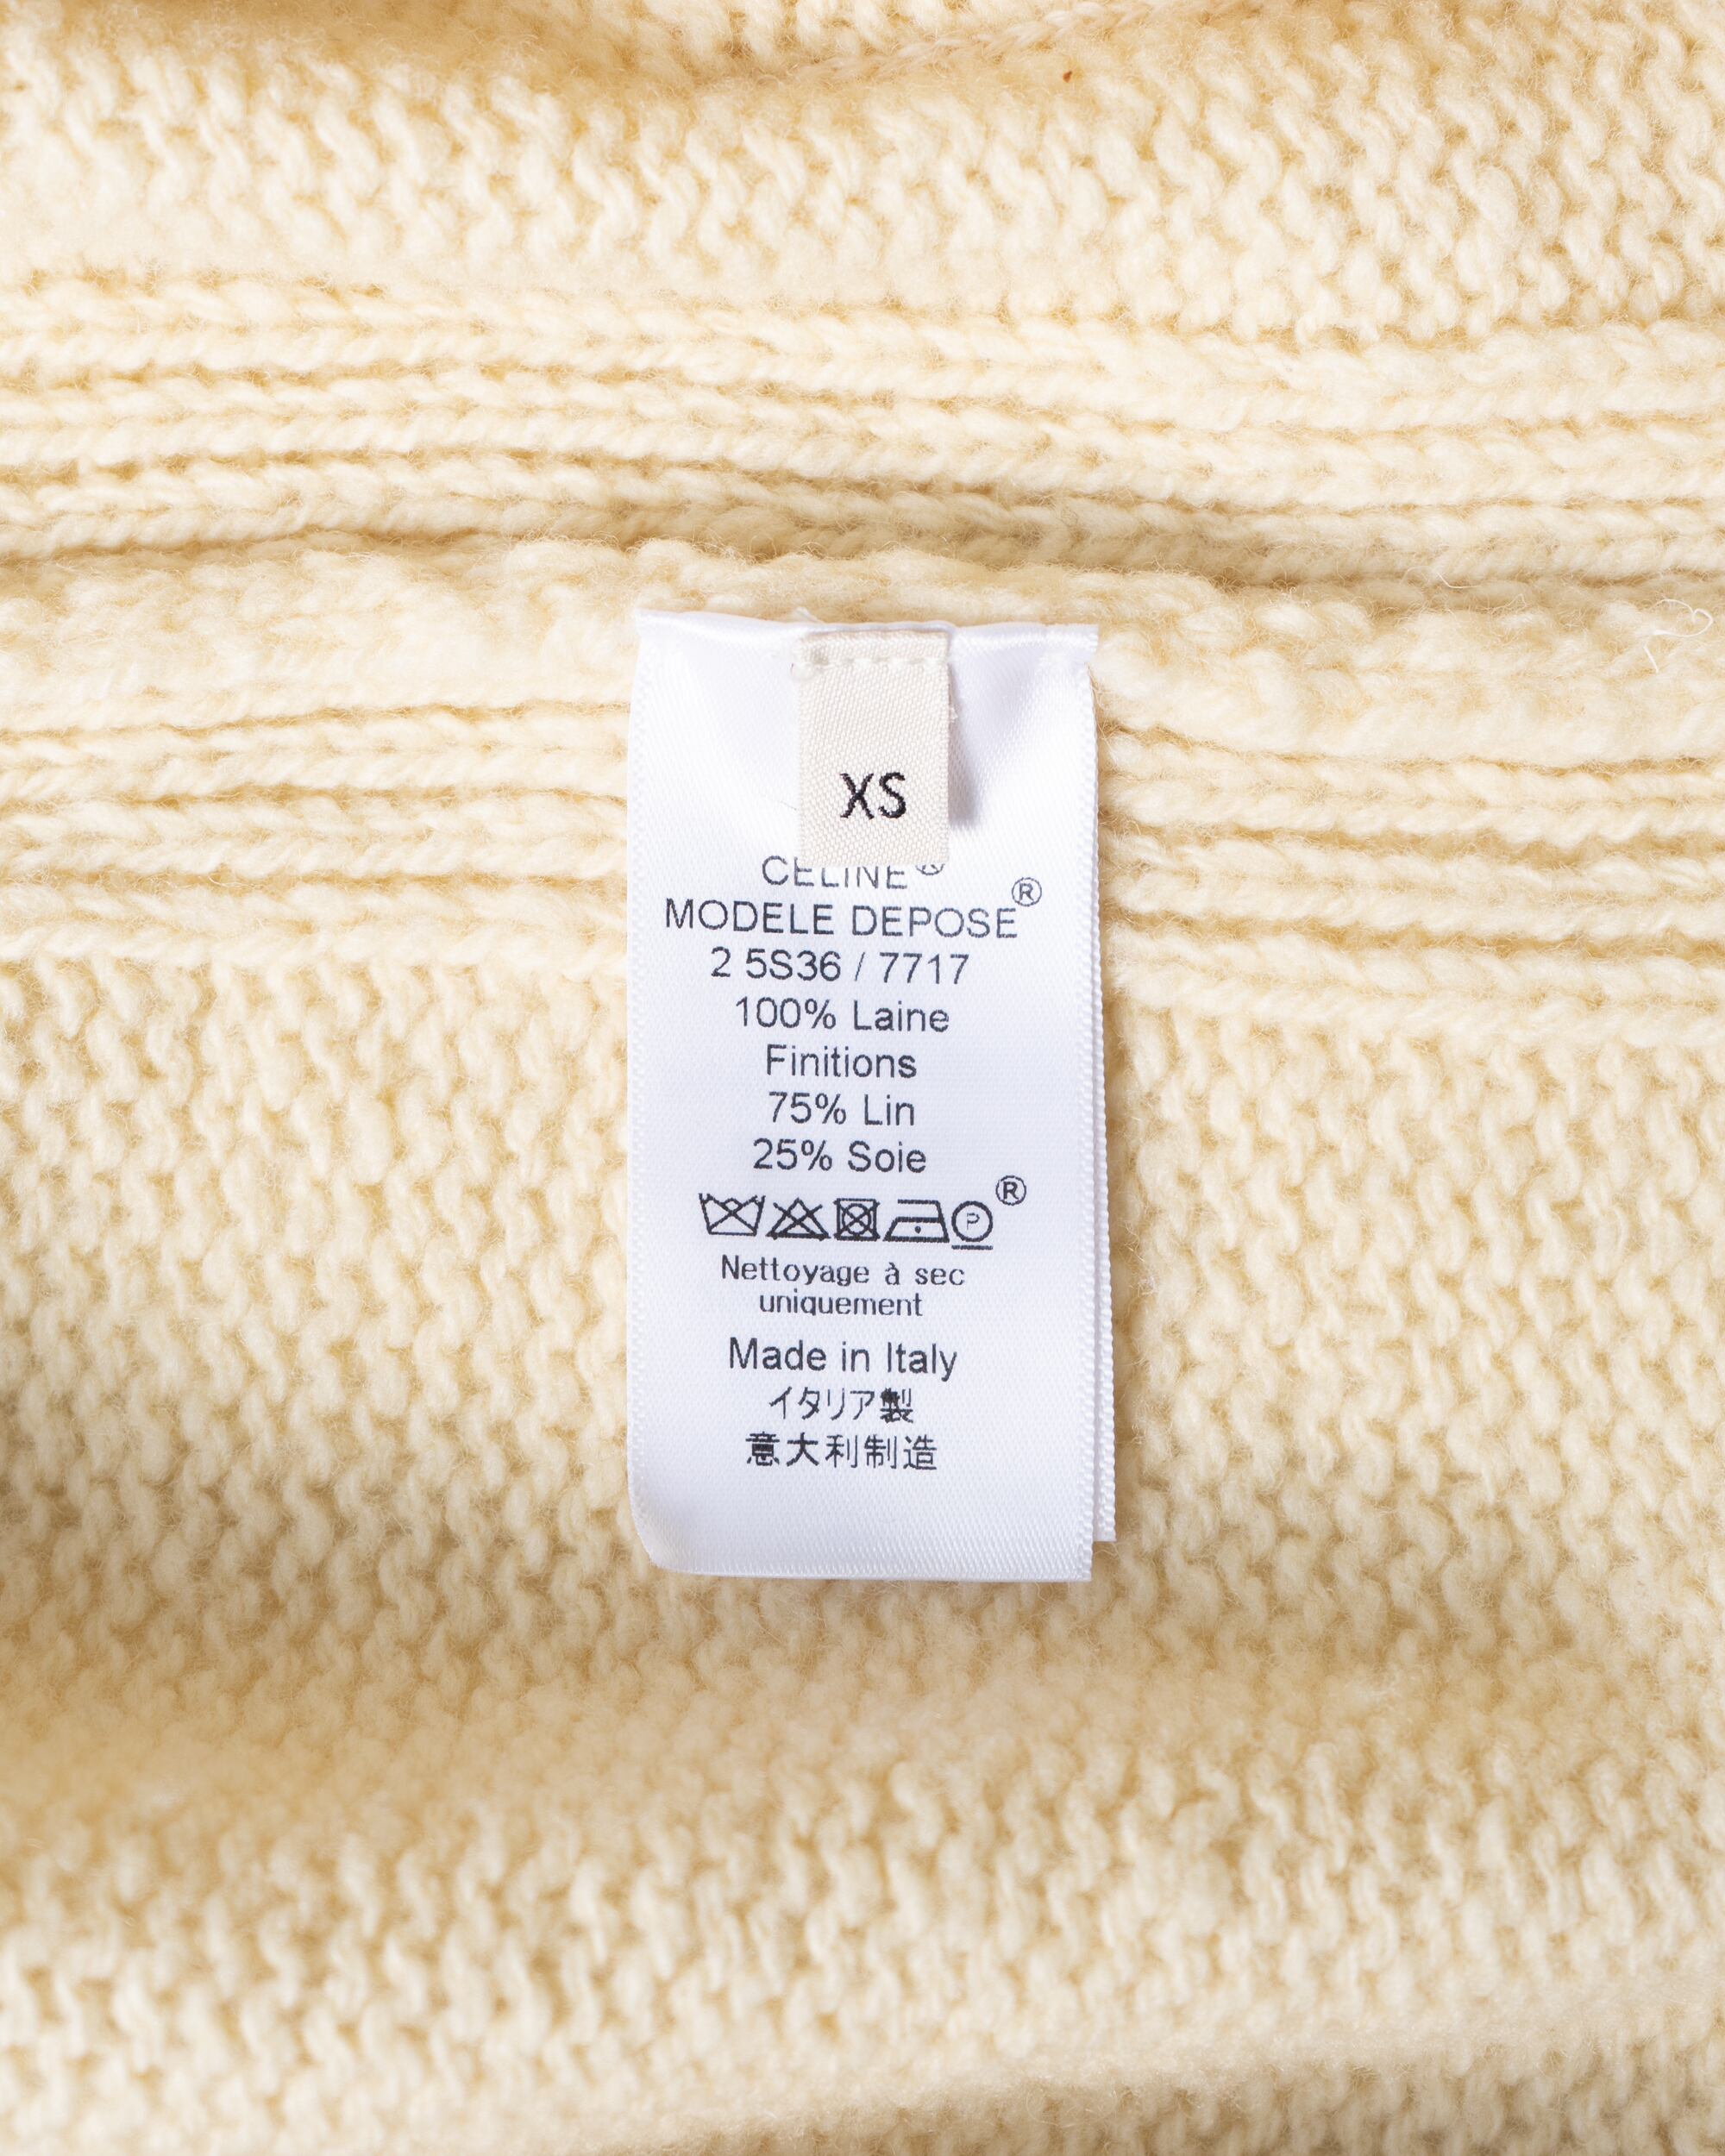 XS
CELINE®
MODELE DEPOSE®
2 5S36 / 7717
100% Laine
Finitions
75% Lin
25% Soie
P ®
Nettoyage à sec
uniquement
Made in Italy
イタリア製
意大利制造